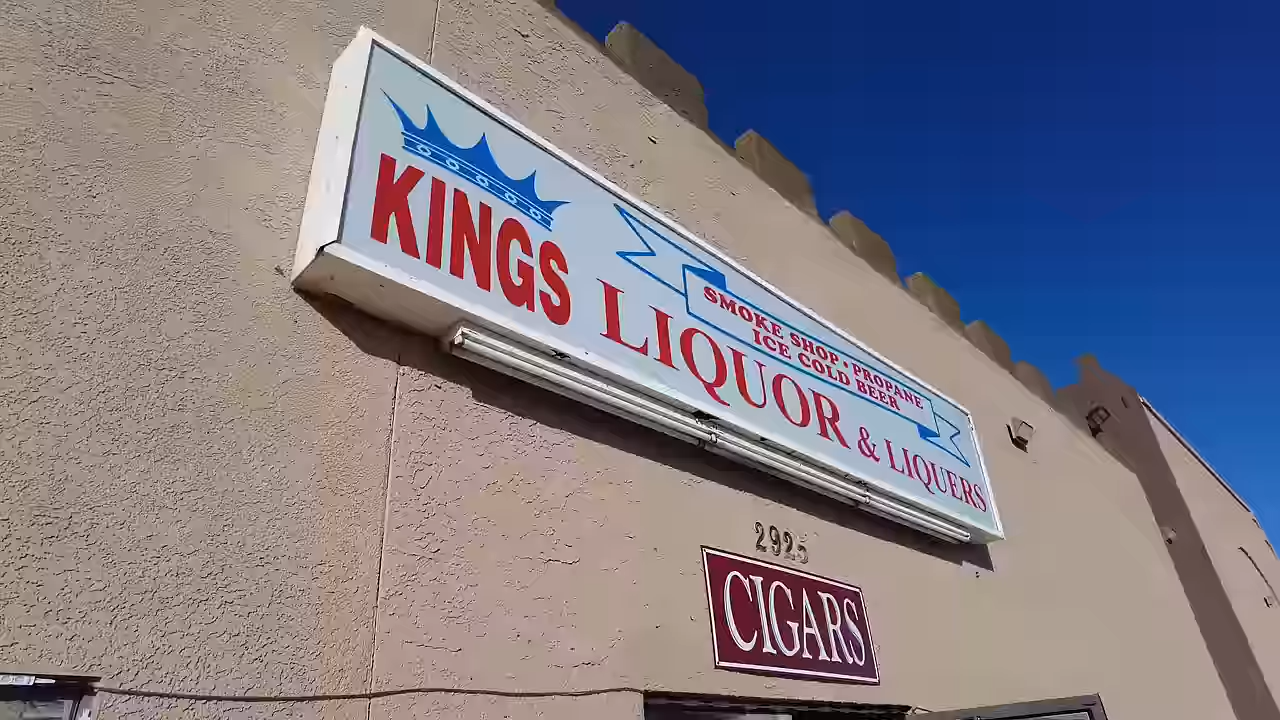 KINGS
SMOKE SHOP • PROPANE
ICE COLD BEER
LIQUOR & LIQUERS
2925
CIGARS